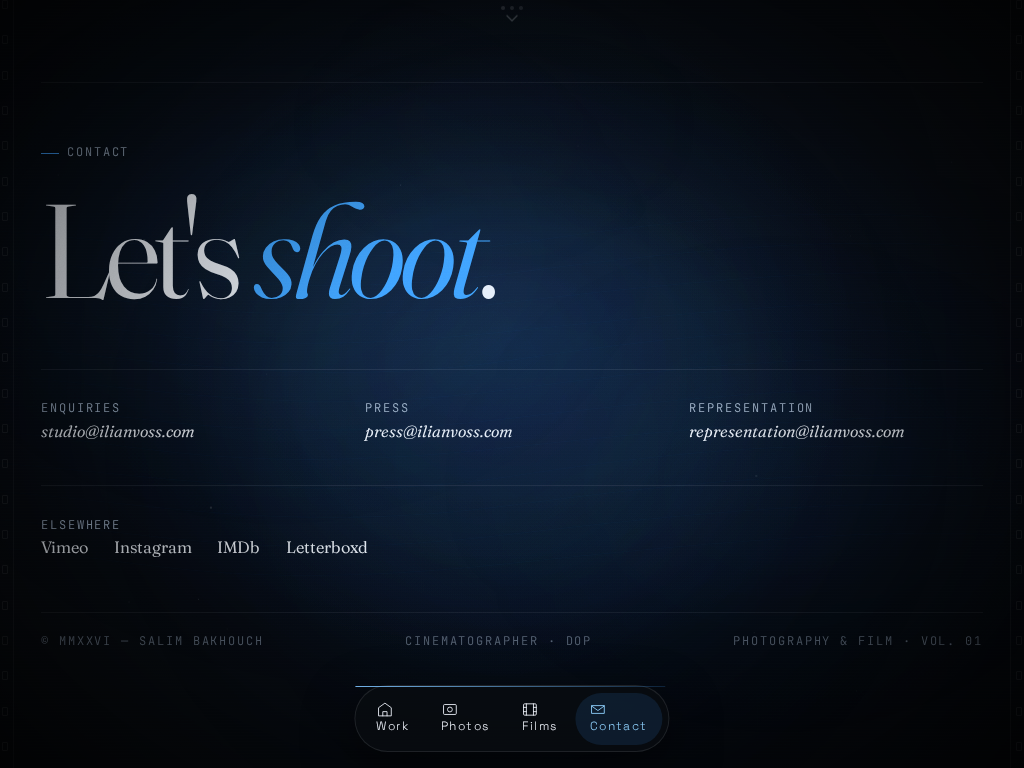 CONTACT
Let's shoot.
ENQUIRIES
studio@ilianvoss.com
PRESS
press@ilianvoss.com
REPRESENTATION
representation@ilianvoss.com
ELSEWHERE
Vimeo Instagram IMDb Letterboxd
© MMXXVI — SALIM BAKHOUCH
CINEMATOGRAPHER · DOP
PHOTOGRAPHY & FILM · VOL. 01
Work Photos Films Contact